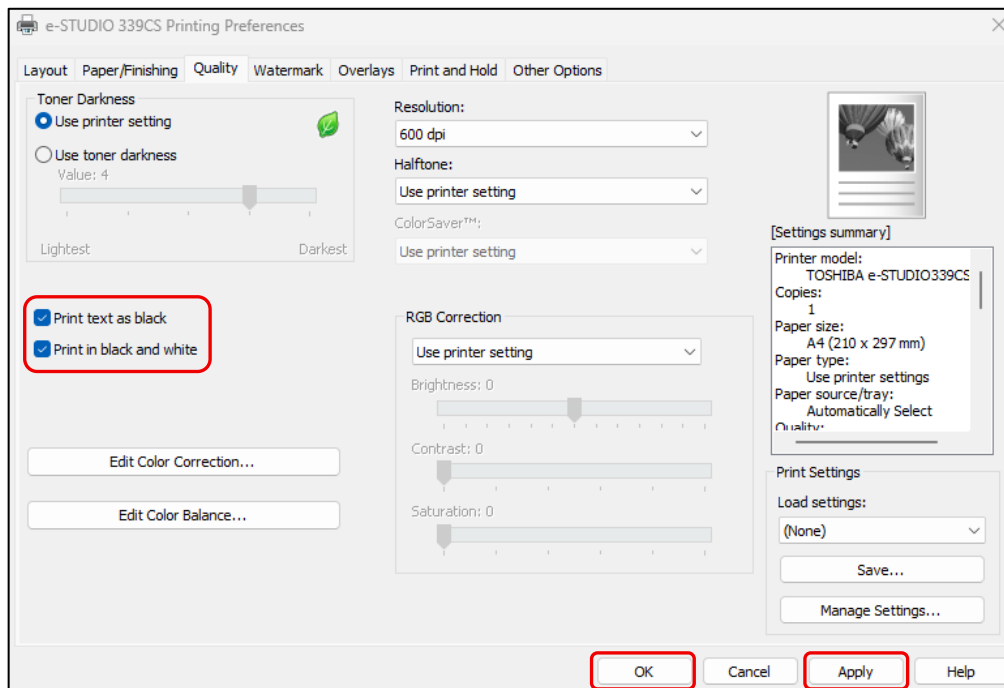 e-STUDIO 339CS Printing Preferences
Layout Paper/Finishing Quality Watermark Overlays Print and Hold Other Options
Toner Darkness
Use printer setting
Use toner darkness
Value: 4
Lightest Darkest
Print text as black
Print in black and white
Edit Color Correction...
Edit Color Balance...
Resolution:
600 dpi
Halftone:
Use printer setting
ColorSaver™:
Use printer setting
RGB Correction
Use printer setting
Brightness: 0
Contrast: 0
Saturation: 0
[Settings summary]
Printer model:
TOSHIBA e-STUDIO339CS
Copies:
1
Paper size:
A4 (210 x 297 mm)
Paper type:
Use printer settings
Paper source/tray:
Automatically Select
Quality:
Print Settings
Load settings:
(None)
Save...
Manage Settings...
OK Cancel Apply Help